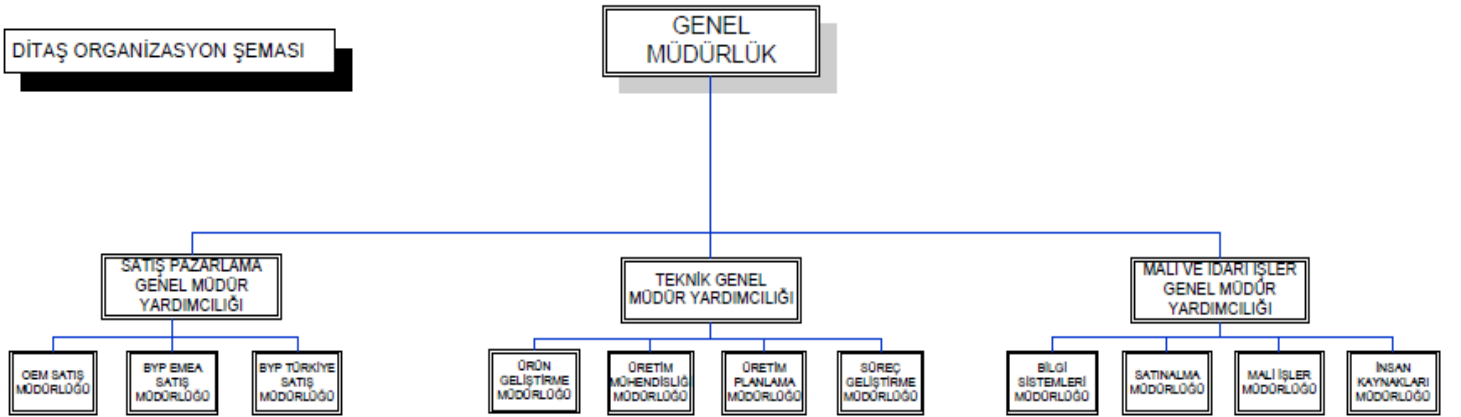 DİTAŞ ORGANİZASYON ŞEMASI
GENEL
MÜDÜRLÜK
SATIŞ PAZARLAMA
GENEL MÜDÜR
YARDIMCILIĞI
TEKNİK GENEL
MÜDÜR YARDIMCILIĞI
MALİ VE İDARİ İŞLER
GENEL MÜDÜR
YARDIMCILIĞI
OEM SATIŞ
MÜDÜRLÜĞÜ
BYP EMEA
SATIŞ
MÜDÜRLÜĞÜ
BYP TÜRKİYE
SATIŞ
MÜDÜRLÜĞÜ
ÜRÜN
GELİŞTİRME
MÜDÜRLÜĞÜ
ÜRETİM
MÜHENDİSLİĞİ
MÜDÜRLÜĞÜ
ÜRETİM
PLANLAMA
MÜDÜRLÜĞÜ
SÜREÇ
GELİŞTİRME
MÜDÜRLÜĞÜ
BİLGİ
SİSTEMLERİ
MÜDÜRLÜĞÜ
SATINALMA
MÜDÜRLÜĞÜ
MALİ İŞLER
MÜDÜRLÜĞÜ
İNSAN
KAYNAKLARI
MÜDÜRLÜĞÜ